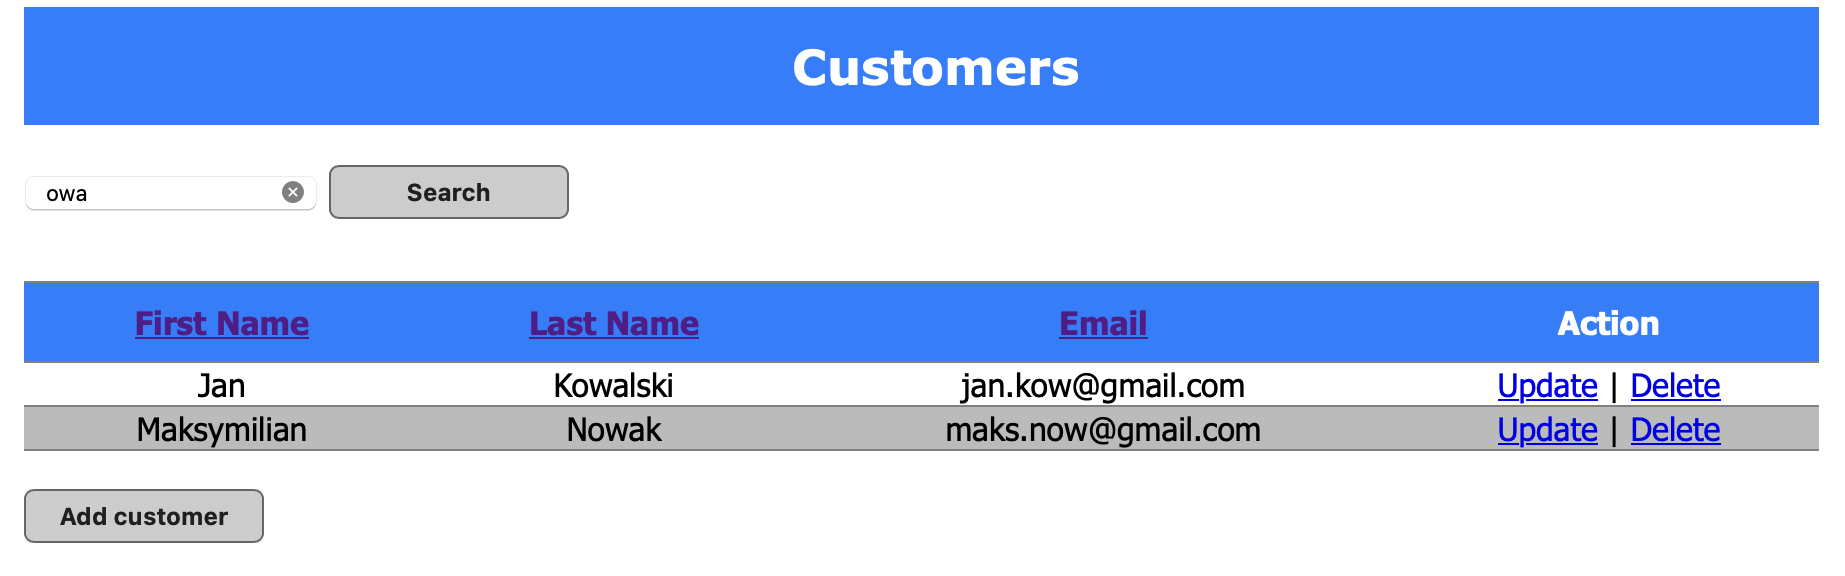 Customers
owa Search
First Name Last Name Email Action
Jan Kowalski jan.kow@gmail.com Update | Delete
Maksymilian Nowak maks.now@gmail.com Update | Delete
Add customer